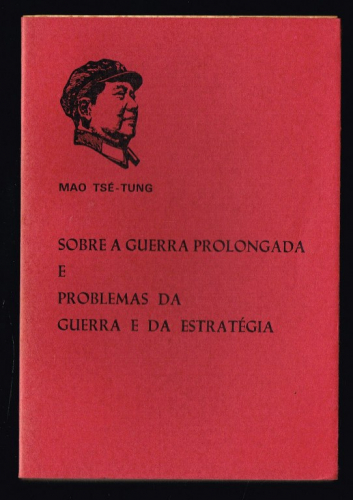 MAO TSÉ-TUNG
SOBRE A GUERRA PROLONGADA
E
PROBLEMAS DA
GUERRA E DA ESTRATÉGIA